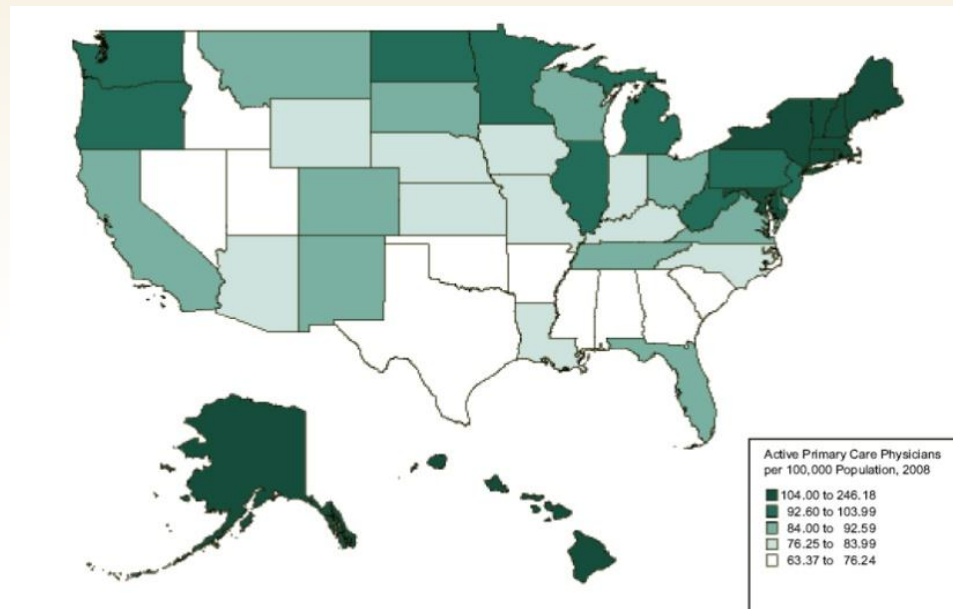 Active Primary Care Physicians
per 100,000 Population, 2008
104.00 to 246.18
92.60 to 103.99
84.00 to 92.59
76.25 to 83.99
63.37 to 76.24